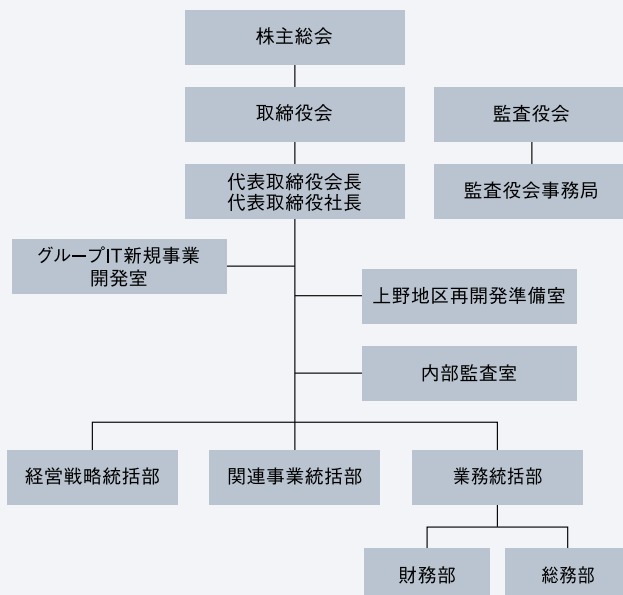 株主総会
取締役会
監査役会
代表取締役会長
代表取締役社長
監査役会事務局
グループIT新規事業
開発室
上野地区再開発準備室
内部監査室
経営戦略統括部
関連事業統括部
業務統括部
財務部
総務部